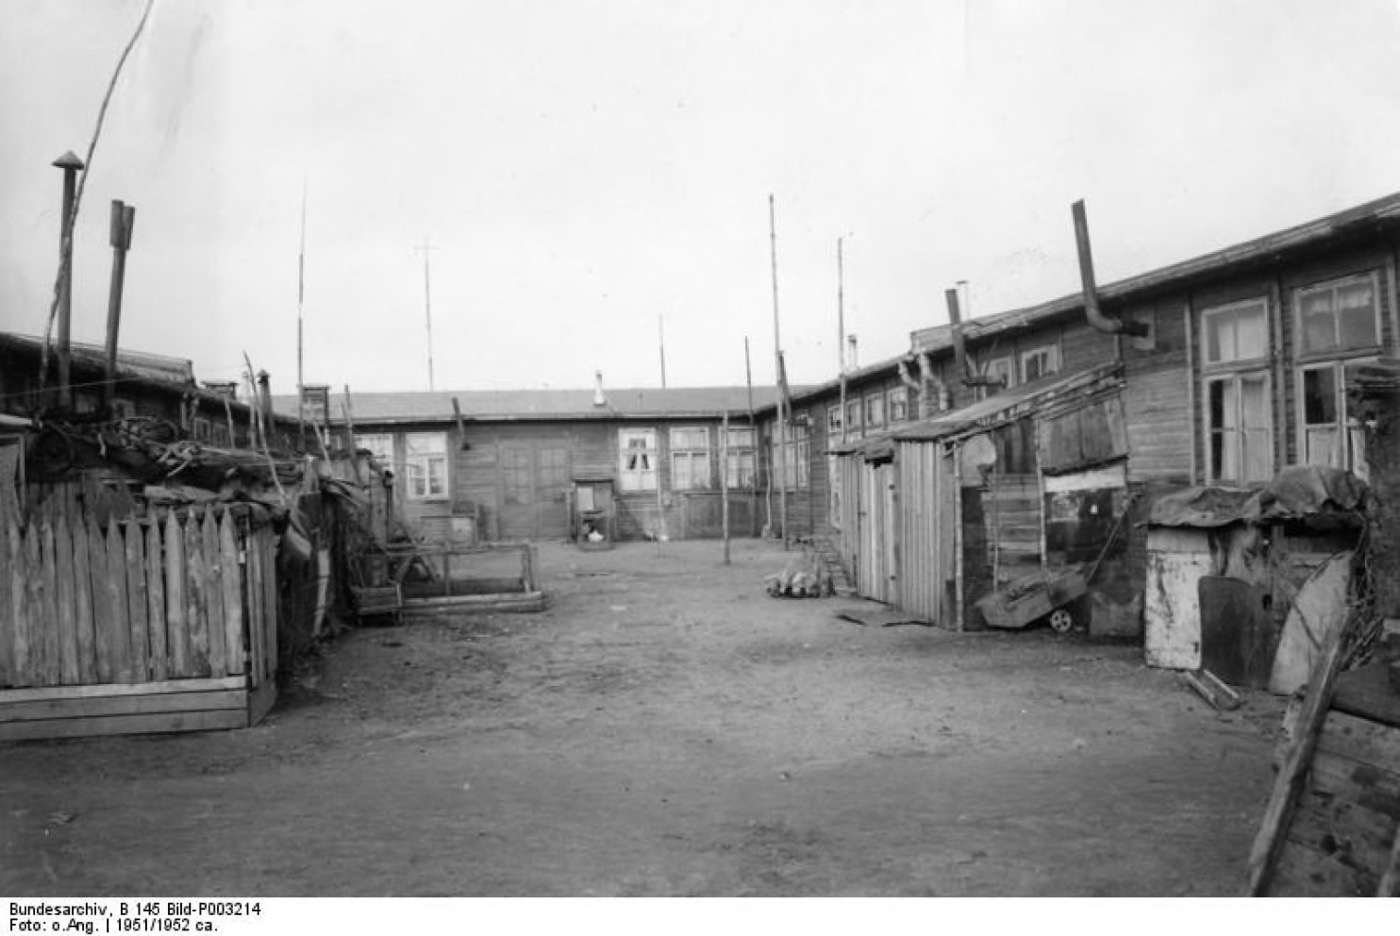 Bundesarchiv, B 145 Bild-P003214
Foto: o.Ang. | 1951/1952 ca.